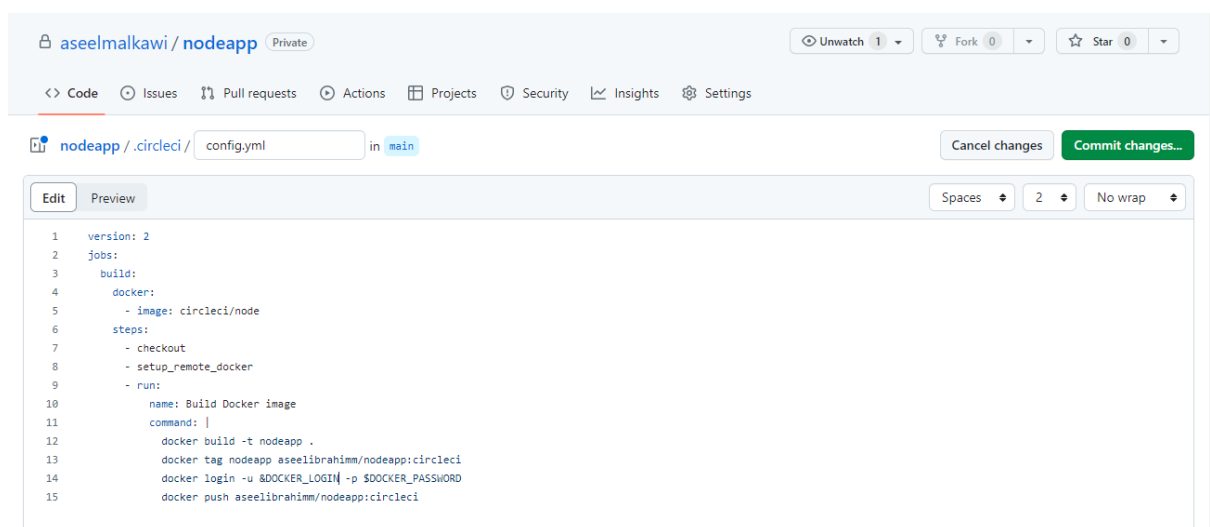 aseelmalkawi / nodeapp Private Unwatch 1 Fork 0 Star 0
Code Issues Pull requests Actions Projects Security Insights Settings
nodeapp / .circleci / config.yml in main Cancel changes Commit changes...
Edit Preview Spaces 2 No wrap
1 version: 2
2 jobs:
3 build:
4 docker:
5 - image: circleci/node
6 steps:
7 - checkout
8 - setup_remote_docker
9 - run:
10 name: Build Docker image
11 command: |
12 docker build -t nodeapp .
13 docker tag nodeapp aseelibrahimm/nodeapp:circleci
14 docker login -u &DOCKER_LOGIN -p $DOCKER_PASSWORD
15 docker push aseelibrahimm/nodeapp:circleci